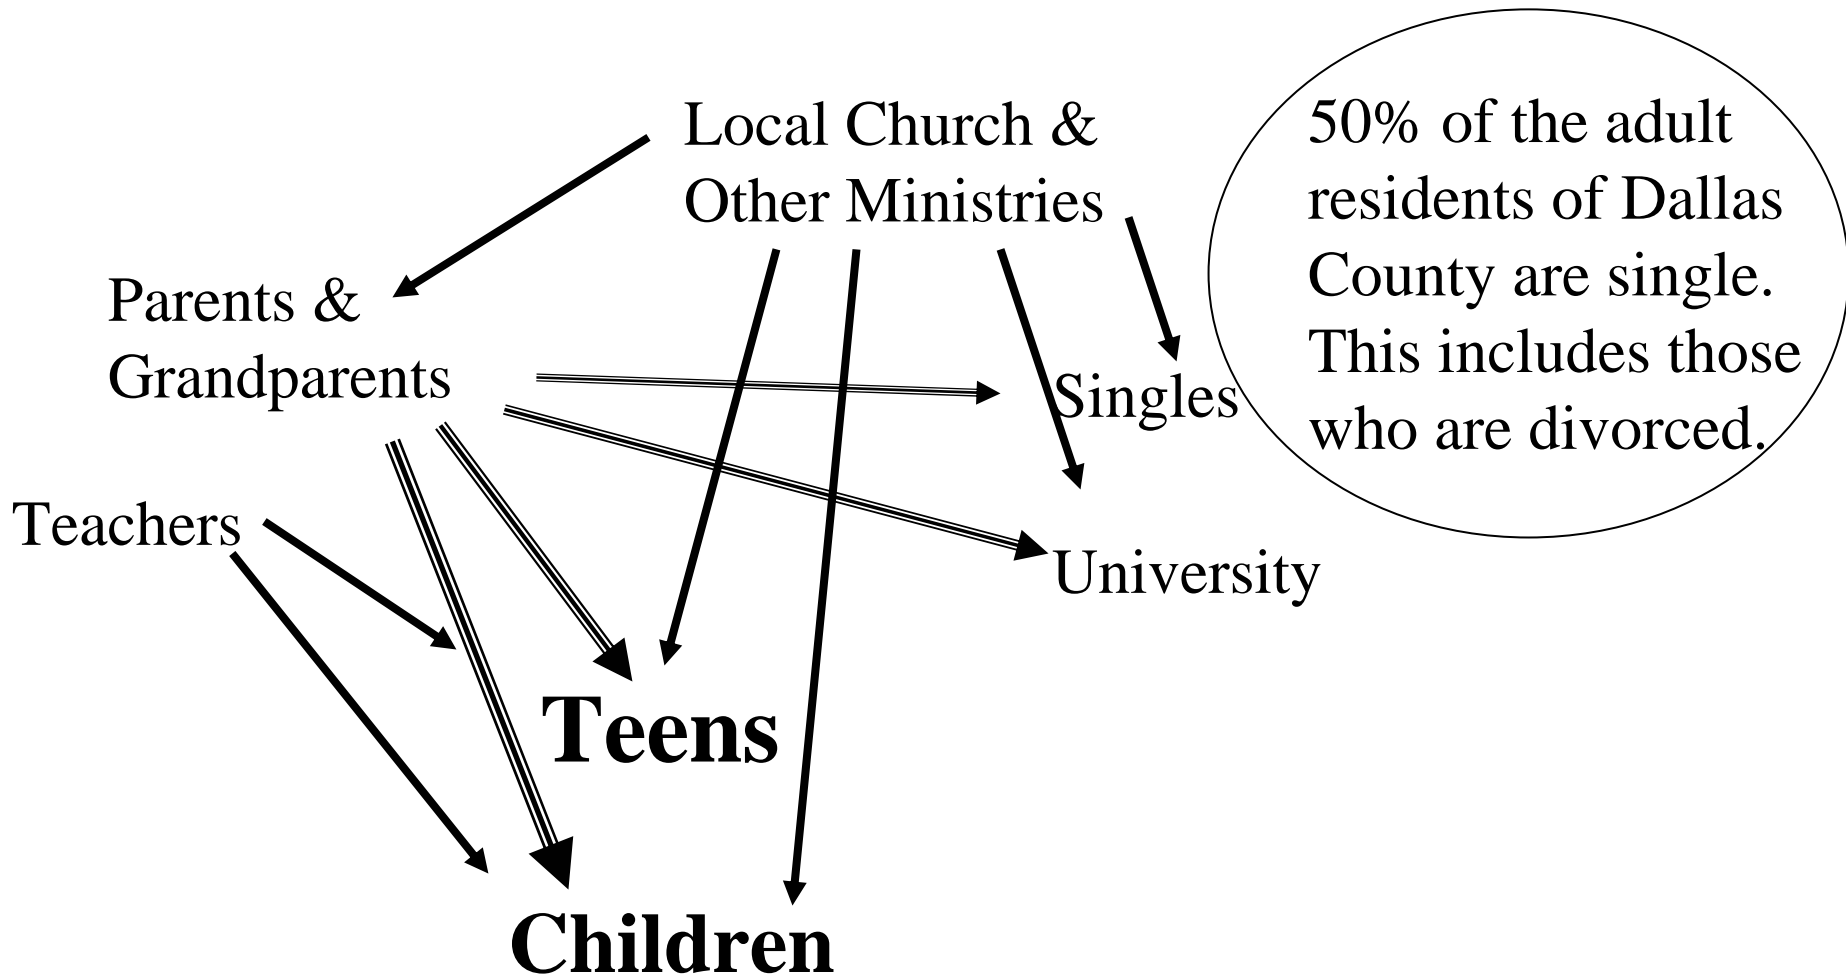 Local Church &
Other Ministries
50% of the adult
residents of Dallas
County are single.
This includes those
who are divorced.
Parents &
Grandparents
Singles
Teachers
University
Teens
Children